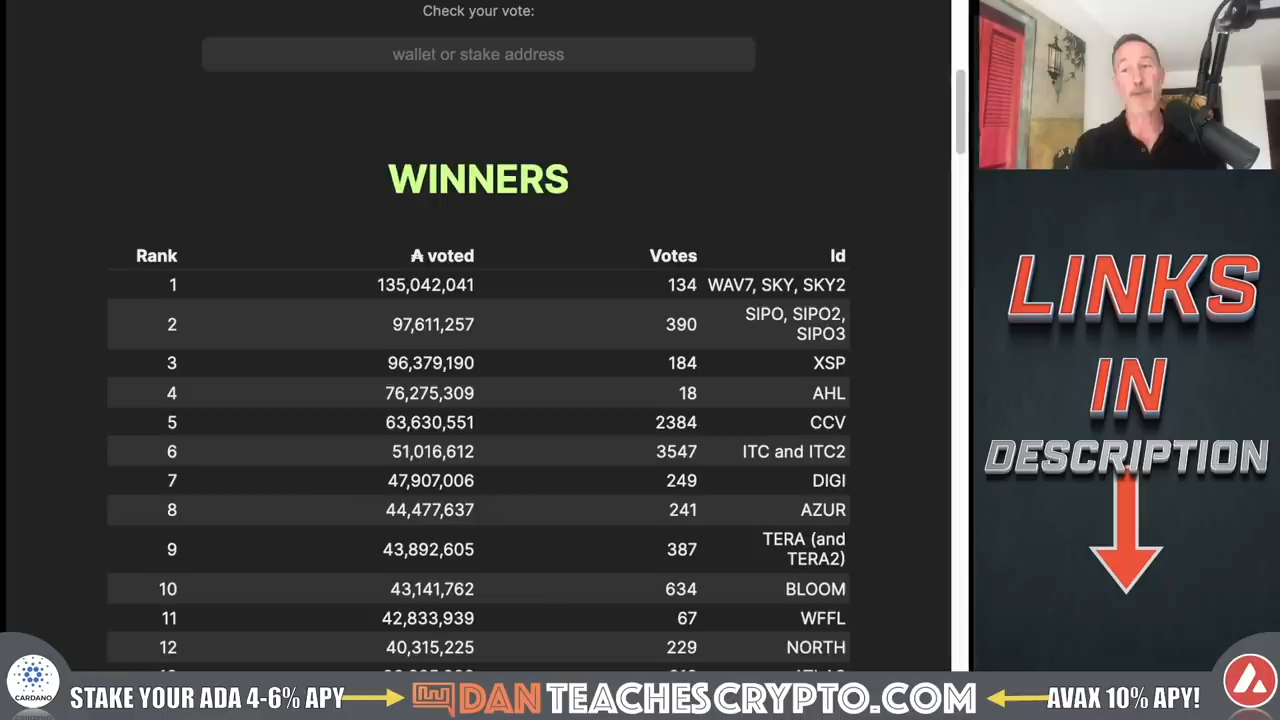 Check your vote:
wallet or stake address
WINNERS
Rank ₳ voted Votes Id
1 135,042,041 134 WAV7, SKY, SKY2
2 97,611,257 390 SIPO, SIPO2,
SIPO3
3 96,379,190 184 XSP
4 76,275,309 18 AHL
5 63,630,551 2384 CCV
6 51,016,612 3547 ITC and ITC2
7 47,907,006 249 DIGI
8 44,477,637 241 AZUR
9 43,892,605 387 TERA (and
TERA2)
10 43,141,762 634 BLOOM
11 42,833,939 67 WFFL
12 40,315,225 229 NORTH
LINKS
IN
DESCRIPTION
CARDANO
STAKE YOUR ADA 4-6% APY
DANTEACHESCRYPTO.COM
AVAX 10% APY!